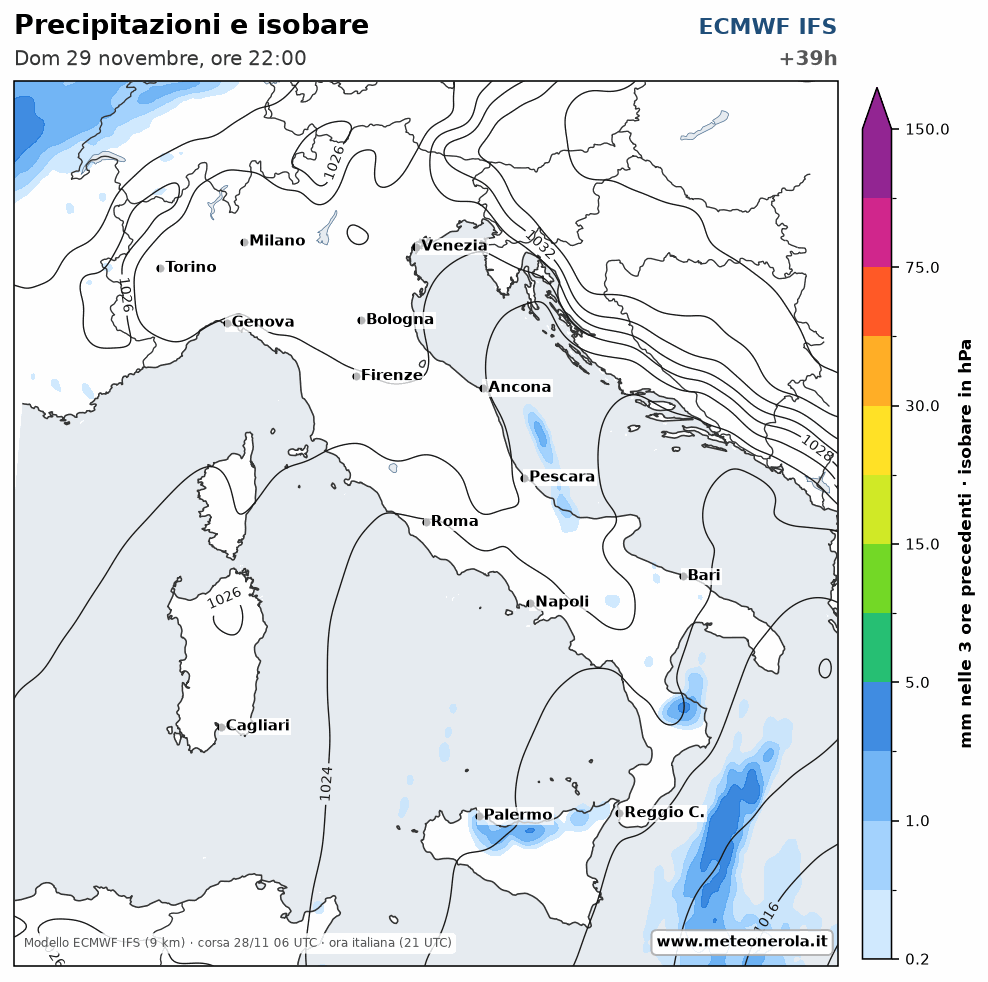 Precipitazioni e isobare
ECMWF IFS
Dom 29 novembre, ore 22:00
+39h
150.0
75.0
30.0
15.0
5.0
1.0
0.2
mm nelle 3 ore precedenti · isobare in hPa
1026
1032
Milano
Venezia
Torino
1026
Genova
Bologna
Firenze
Ancona
1028
Pescara
Roma
Bari
1026
Napoli
Cagliari
1024
Palermo
Reggio C.
1016
Modello ECMWF IFS (9 km) · corsa 28/11 06 UTC · ora italiana (21 UTC)
www.meteonerola.it